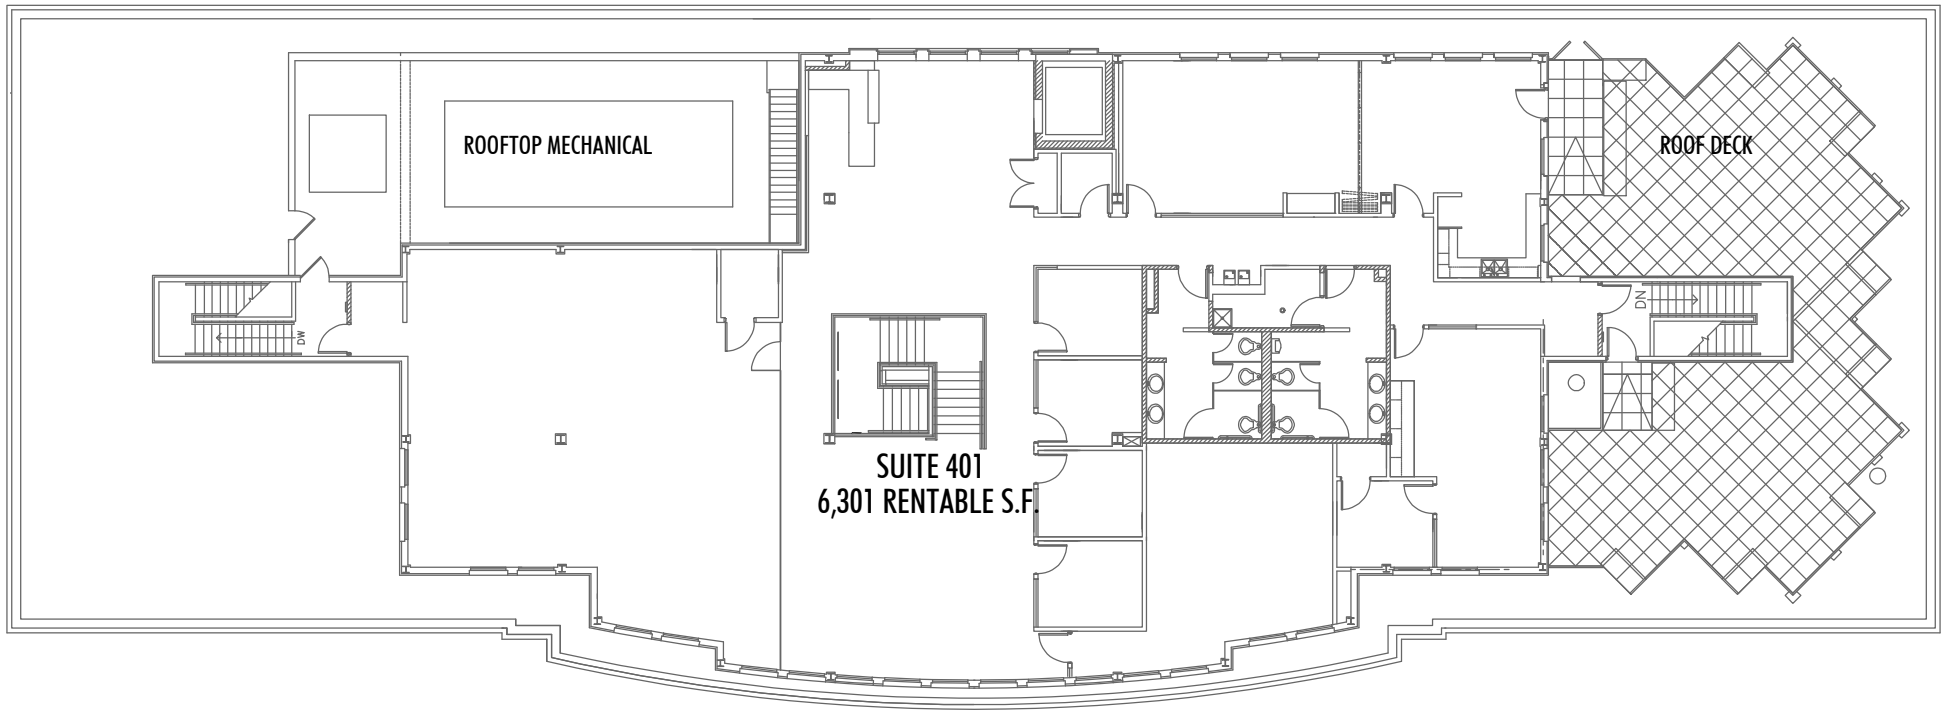 ROOFTOP MECHANICAL
ROOF DECK
DW
DN
SUITE 401
6,301 RENTABLE S.F.